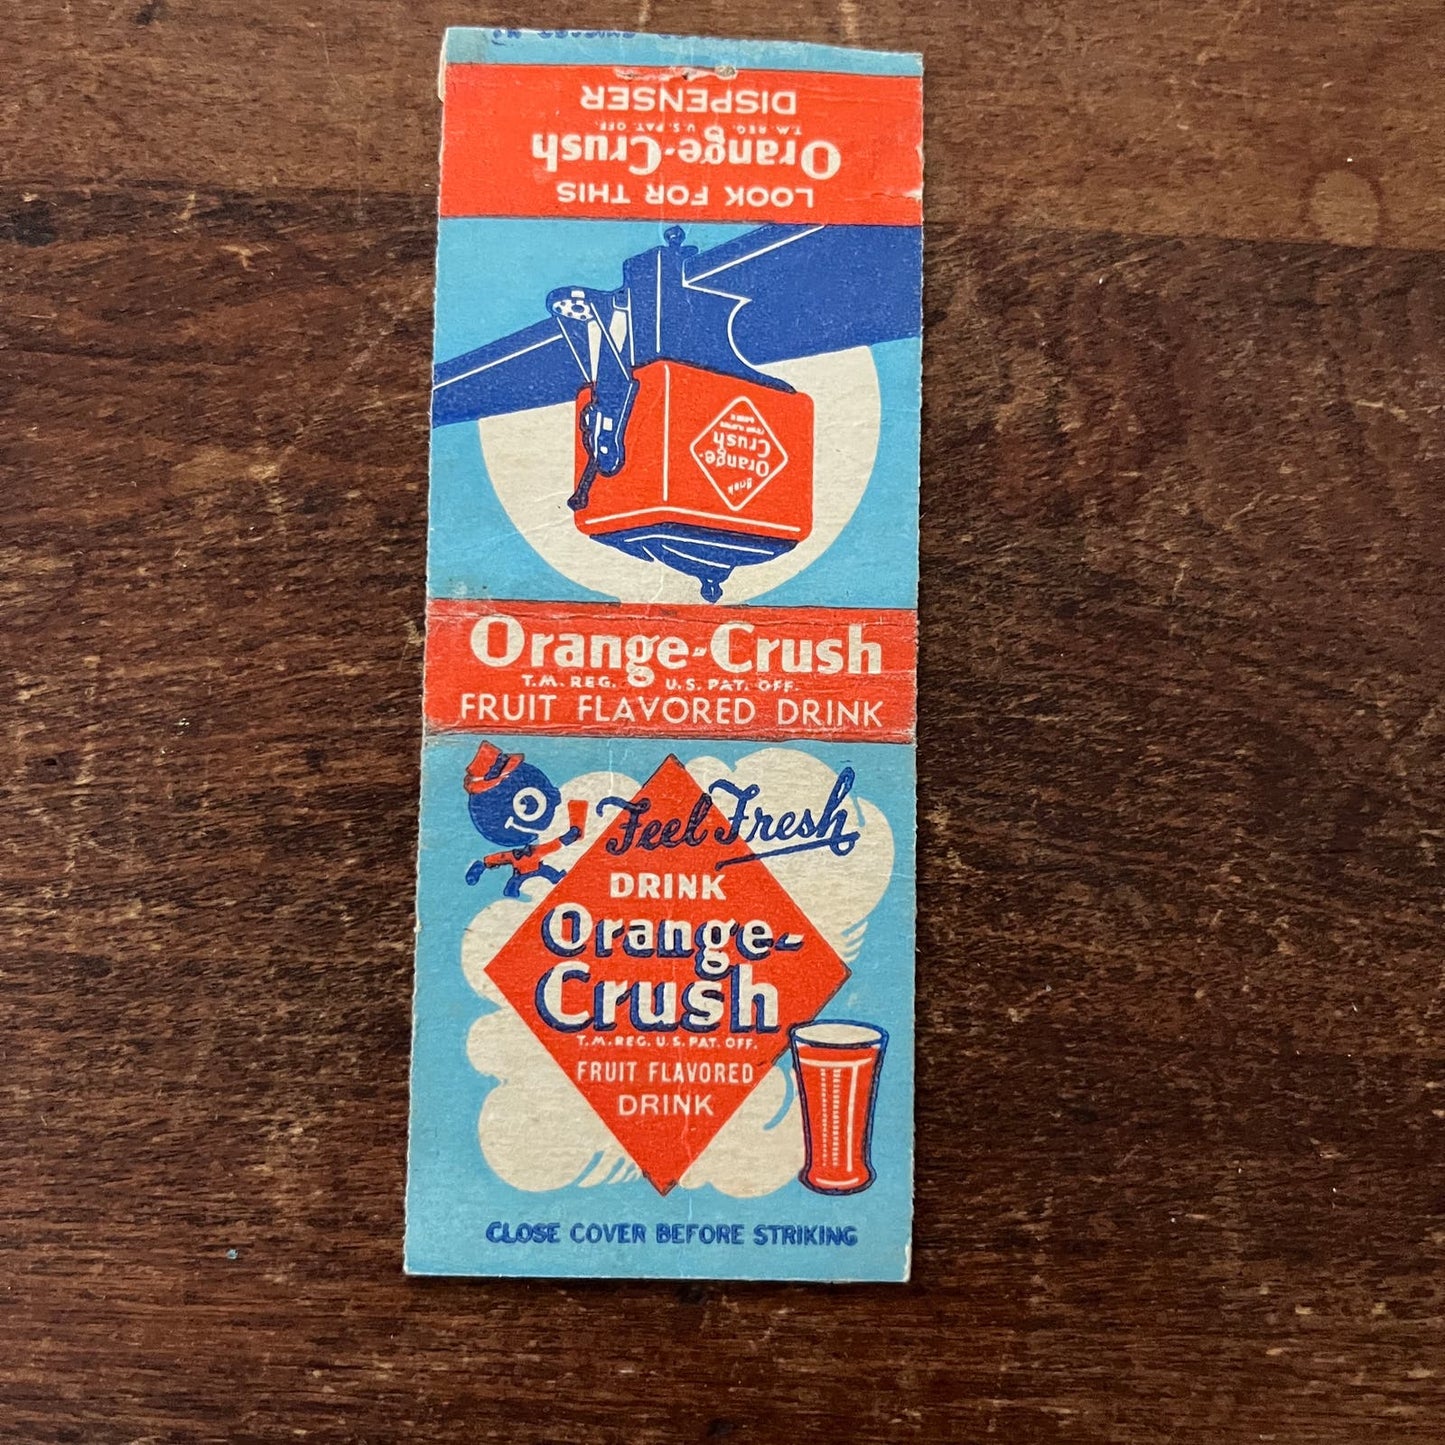 LOOK FOR THIS
Orange-Crush
T.M. REG. U.S. PAT. OFF.
DISPENSER
Drink
Orange-
Crush
Orange-Crush
T.M. REG. U.S. PAT. OFF.
FRUIT FLAVORED DRINK
Feel Fresh
DRINK
Orange-
Crush
T.M. REG. U.S. PAT. OFF.
FRUIT FLAVORED
DRINK
CLOSE COVER BEFORE STRIKING